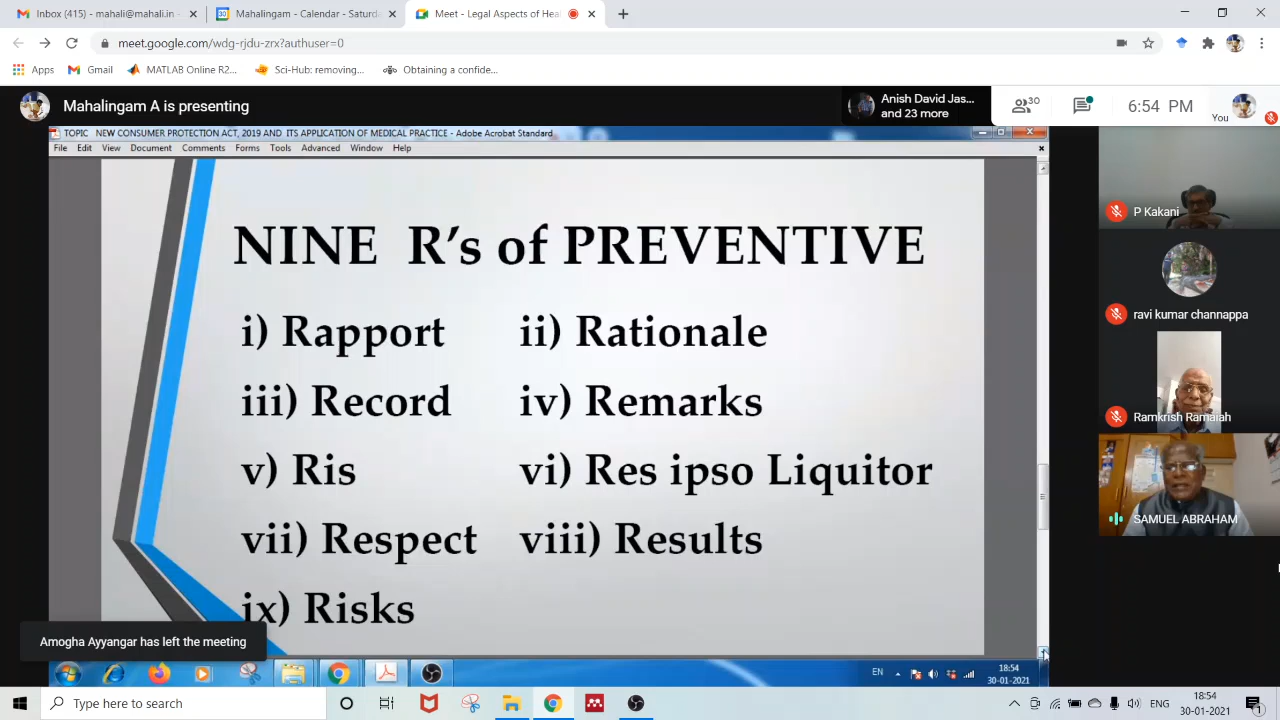 Inbox (415) - mahali@mahali.in
Mahalingam - Calendar - Saturda
Meet - Legal Aspects of Hea
meet.google.com/wdg-rjdu-zrx?authuser=0
Apps
Gmail
MATLAB Online R2...
Sci-Hub: removing...
Obtaining a confide...
Mahalingam A is presenting
Anish David Jas...
and 23 more
30
6:54 PM
You
TOPIC NEW CONSUMER PROTECTION ACT, 2019 AND ITS APPLICATION OF MEDICAL PRACTICE - Adobe Acrobat Standard
File Edit View Document Comments Forms Tools Advanced Window Help
NINE R's of PREVENTIVE
i) Rapport ii) Rationale
iii) Record iv) Remarks
v) Ris vi) Res ipso Liquitor
vii) Respect viii) Results
ix) Risks
P Kakani
ravi kumar channappa
Ramkrish Ramaiah
SAMUEL ABRAHAM
Amogha Ayyangar has left the meeting
EN
18:54
30-01-2021
Type here to search
ENG
18:54
30-01-2021
1